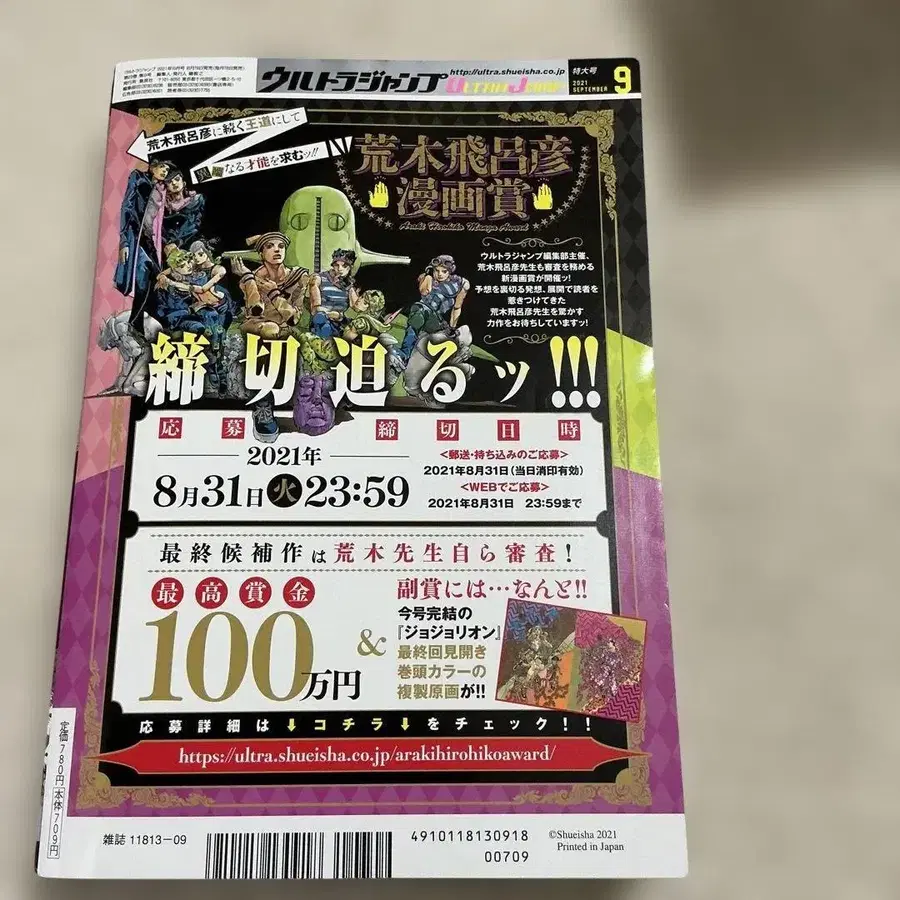 ウルトラジャンプ
http://ultra.shueisha.co.jp
ULTRA JUMP
特大号
2021
SEPTEMBER
9
荒木飛呂彦に続く王道にして
異端なる才能を求むッ!!
荒木飛呂彦
漫画賞
Araki Hirohiko Manga Award
ウルトラジャンプ編集部主催、
荒木飛呂彦先生も審査を務める
新漫画賞が開催ッ!
予想を裏切る発想、展開で読者を
惹きつけてきた
荒木飛呂彦先生を驚かす
力作をお待ちしていますッ!
締切迫るッ!!!
応募締切日時
2021年
8月31日火23:59
<郵送・持ち込みのご応募>
2021年8月31日(当日消印有効)
<WEBでご応募>
2021年8月31日 23:59まで
最終候補作は荒木先生自ら審査!
最高賞金
100万円
&
副賞には…なんと!!
今号完結の
『ジョジョリオン』
最終回見開き
巻頭カラーの
複製原画が!!
応募詳細は↓コチラ↓をチェック!!
https://ultra.shueisha.co.jp/arakihirohikoaward/
定価780円 本体709円
雑誌 11813-09
4910118130918
00709
©Shueisha 2021
Printed in Japan